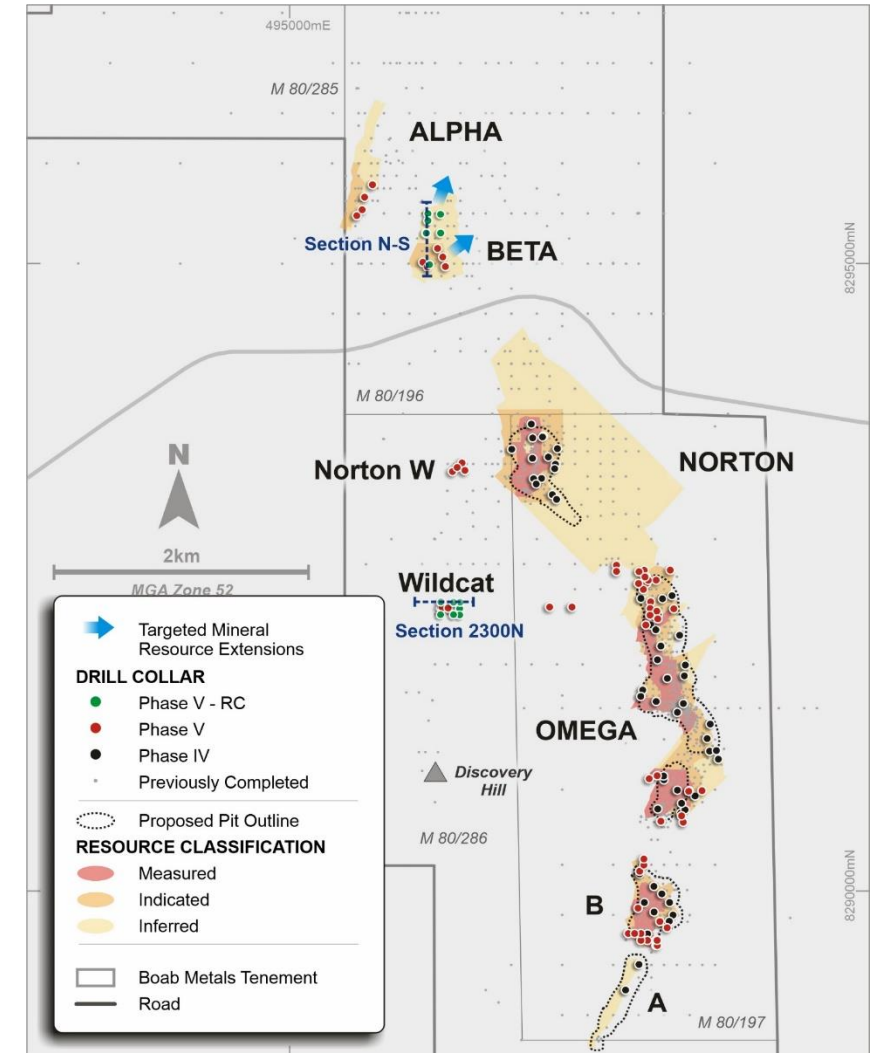 495000mE
M 80/285
ALPHA
Section N-S
BETA
8295000mN
M 80/196
N
Norton W
NORTON
2km
MGA Zone 52
Wildcat
Section 2300N
OMEGA
Discovery
Hill
M 80/286
8290000mN
B
A
M 80/197
Targeted Mineral
Resource Extensions
DRILL COLLAR
Phase V - RC
Phase V
Phase IV
Previously Completed
Proposed Pit Outline
RESOURCE CLASSIFICATION
Measured
Indicated
Inferred
Boab Metals Tenement
Road